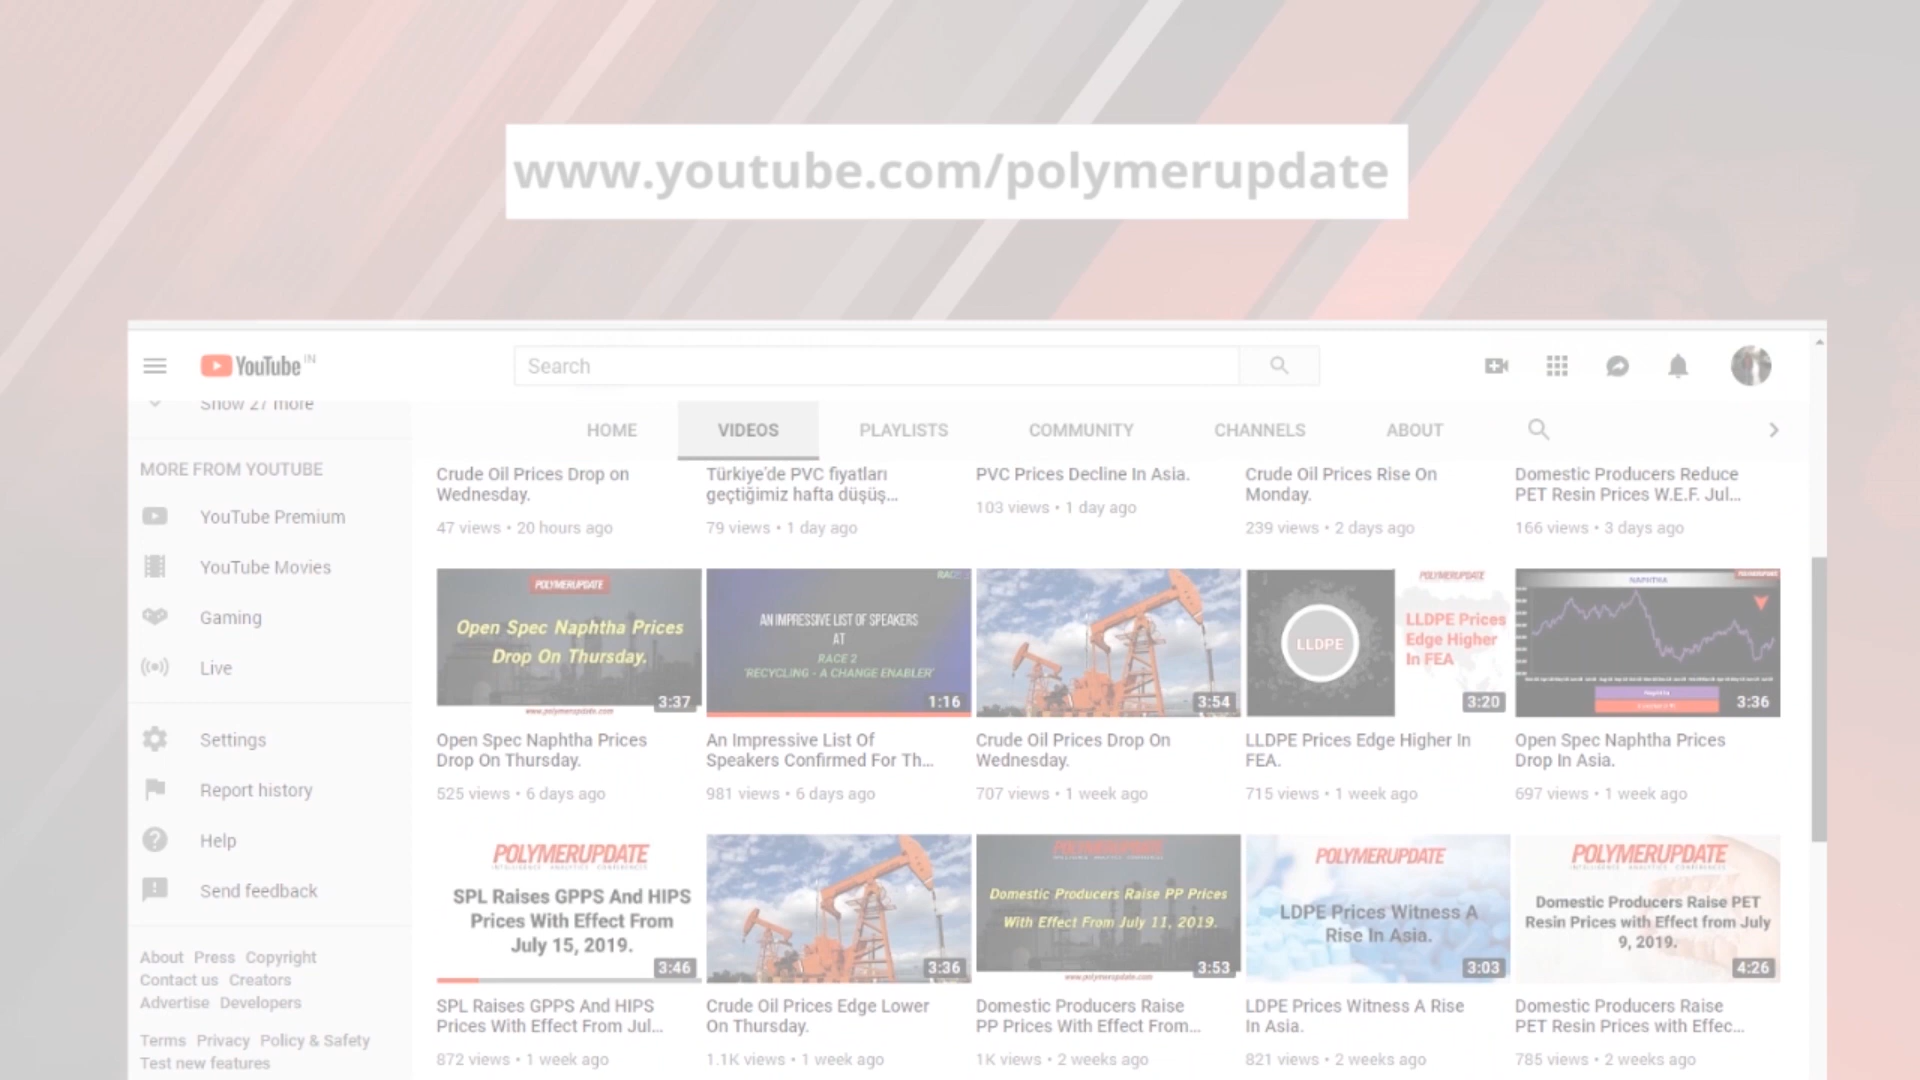 www.youtube.com/polymerupdate
YouTube IN
Search
Show 27 more
HOME
VIDEOS
PLAYLISTS
COMMUNITY
CHANNELS
ABOUT
MORE FROM YOUTUBE
YouTube Premium
YouTube Movies
Gaming
Live
Settings
Report history
Help
Send feedback
About Press Copyright
Contact us Creators
Advertise Developers
Terms Privacy Policy & Safety
Test new features
Crude Oil Prices Drop on
Wednesday.
47 views • 20 hours ago
Türkiye'de PVC fiyatları
geçtiğimiz hafta düşüş...
79 views • 1 day ago
PVC Prices Decline In Asia.
103 views • 1 day ago
Crude Oil Prices Rise On
Monday.
239 views • 2 days ago
Domestic Producers Reduce
PET Resin Prices W.E.F. Jul...
166 views • 3 days ago
POLYMERUPDATE
Open Spec Naphtha Prices
Drop On Thursday.
3:37
www.polymerupdate.com
Open Spec Naphtha Prices
Drop On Thursday.
525 views • 6 days ago
AN IMPRESSIVE LIST OF SPEAKERS
AT
RACE 2
'RECYCLING - A CHANGE ENABLER'
1:16
An Impressive List Of
Speakers Confirmed For Th...
981 views • 6 days ago
3:54
Crude Oil Prices Drop On
Wednesday.
707 views • 1 week ago
POLYMERUPDATE
LLDPE
LLDPE Prices
Edge Higher
In FEA
3:20
LLDPE Prices Edge Higher In
FEA.
715 views • 1 week ago
NAPHTHA
POLYMERUPDATE
3:36
Open Spec Naphtha Prices
Drop In Asia.
697 views • 1 week ago
POLYMERUPDATE
INTELLIGENCE ANALYTICS CONFERENCES
SPL Raises GPPS And HIPS
Prices With Effect From
July 15, 2019.
3:46
SPL Raises GPPS And HIPS
Prices With Effect From Jul...
872 views • 1 week ago
3:36
Crude Oil Prices Edge Lower
On Thursday.
1.1K views • 1 week ago
POLYMERUPDATE
Domestic Producers Raise PP Prices
With Effect From July 11, 2019.
3:53
www.polymerupdate.com
Domestic Producers Raise
PP Prices With Effect From...
1K views • 2 weeks ago
POLYMERUPDATE
LDPE Prices Witness A
Rise In Asia.
3:03
LDPE Prices Witness A Rise
In Asia.
821 views • 2 weeks ago
POLYMERUPDATE
INTELLIGENCE ANALYTICS CONFERENCES
Domestic Producers Raise PET
Resin Prices with Effect from July
9, 2019.
4:26
Domestic Producers Raise
PET Resin Prices with Effec...
785 views • 2 weeks ago